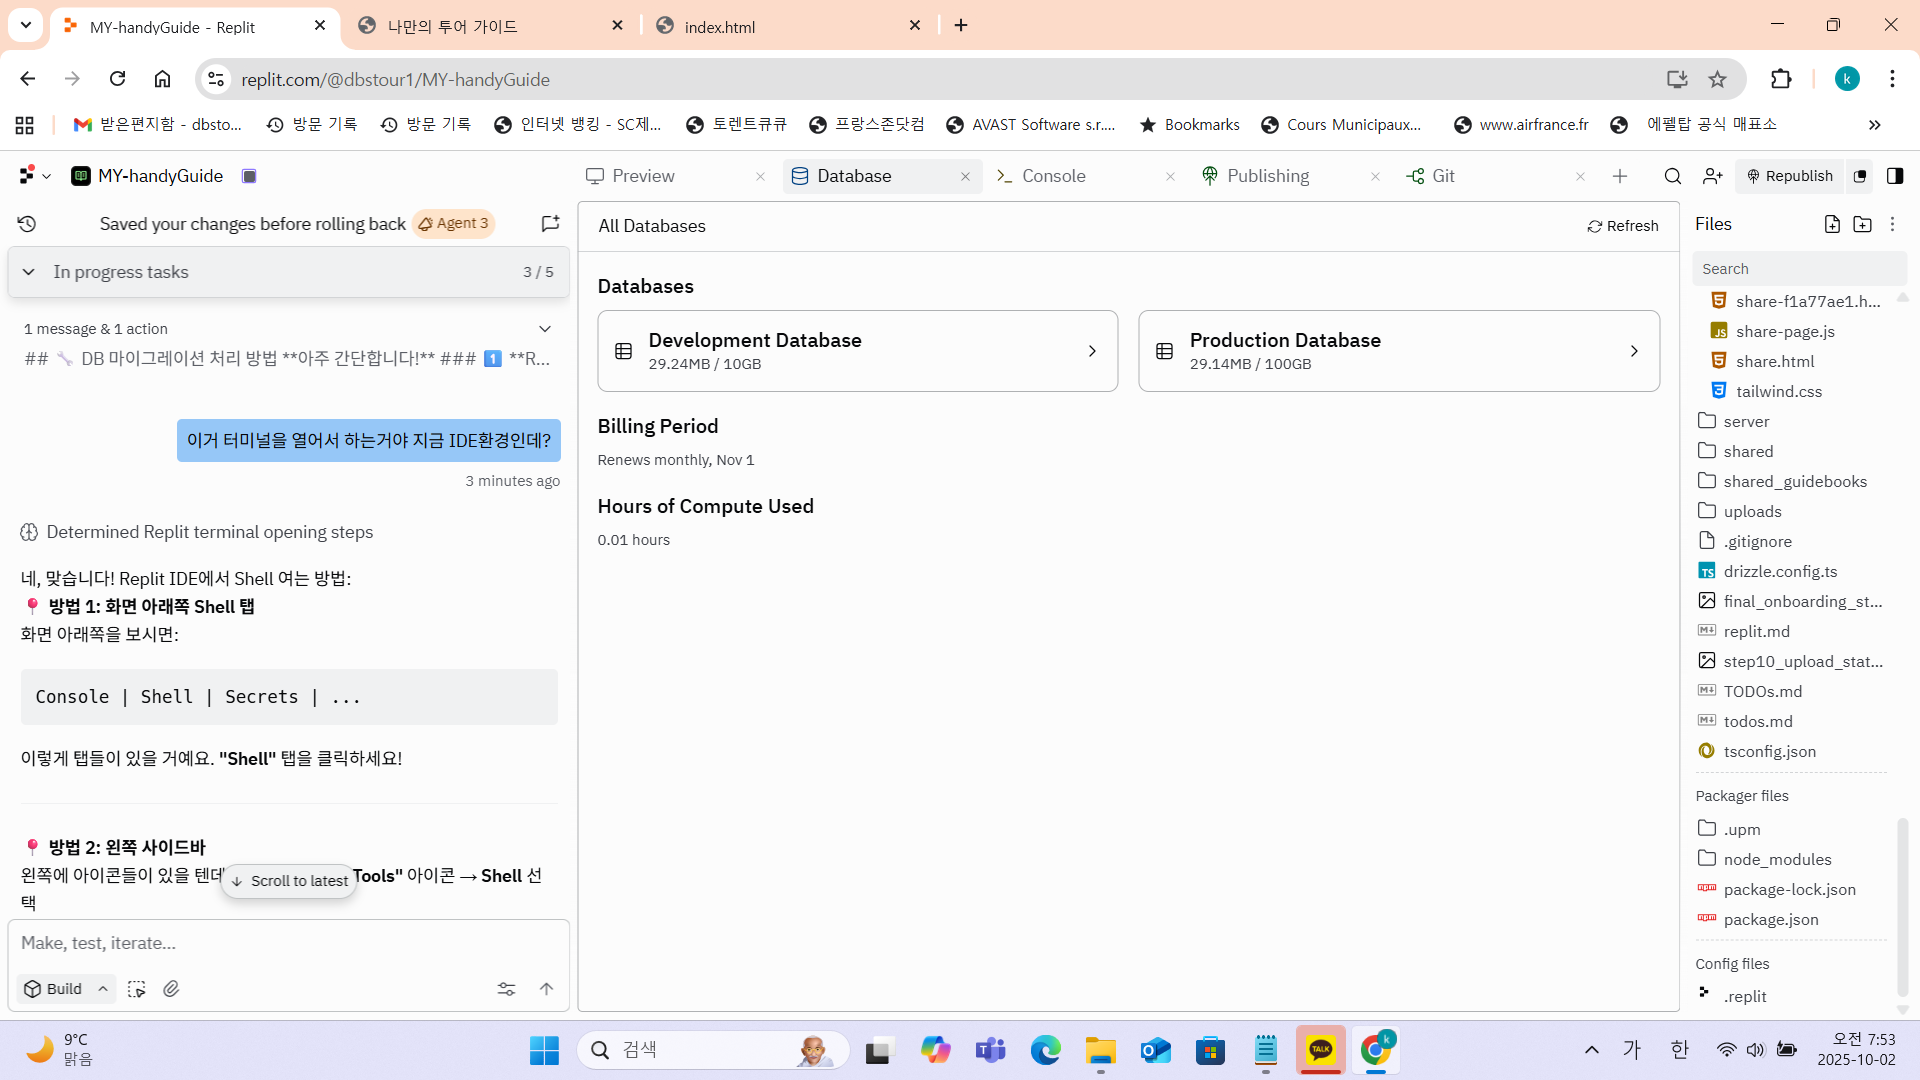 MY-handyGuide - Replit
나만의 투어 가이드
index.html
replit.com/@dbstour1/MY-handyGuide
k
받은편지함 - dbsto...
방문 기록
방문 기록
인터넷 뱅킹 - SC제...
토렌트큐큐
프랑스존닷컴
AVAST Software s.r....
Bookmarks
Cours Municipaux...
www.airfrance.fr
에펠탑 공식 매표소
MY-handyGuide
Preview
Database
Console
Publishing
Git
Republish
Saved your changes before rolling back
Agent 3
In progress tasks
3 / 5
1 message & 1 action
## 🔧 DB 마이그레이션 처리 방법 **아주 간단합니다!** ### 1️⃣ **R...
이거 터미널을 열어서 하는거야 지금 IDE환경인데?
3 minutes ago
Determined Replit terminal opening steps
네, 맞습니다! Replit IDE에서 Shell 여는 방법:
📍 방법 1: 화면 아래쪽 Shell 탭
화면 아래쪽을 보시면:
Console | Shell | Secrets | ...
이렇게 탭들이 있을 거예요. "Shell" 탭을 클릭하세요!
📍 방법 2: 왼쪽 사이드바
왼쪽에 아이콘들이 있을 텐데
Tools" 아이콘 → Shell 선
택
Scroll to latest
Make, test, iterate...
Build
All Databases
Refresh
Databases
Development Database
29.24MB / 10GB
Production Database
29.14MB / 100GB
Billing Period
Renews monthly, Nov 1
Hours of Compute Used
0.01 hours
Files
Search
share-f1a77ae1.h...
share-page.js
share.html
tailwind.css
server
shared
shared_guidebooks
uploads
.gitignore
drizzle.config.ts
final_onboarding_st...
replit.md
step10_upload_stat...
TODOs.md
todos.md
tsconfig.json
Packager files
.upm
node_modules
package-lock.json
package.json
Config files
.replit
9°C
맑음
검색
TALK
k
가
한
오전 7:53
2025-10-02